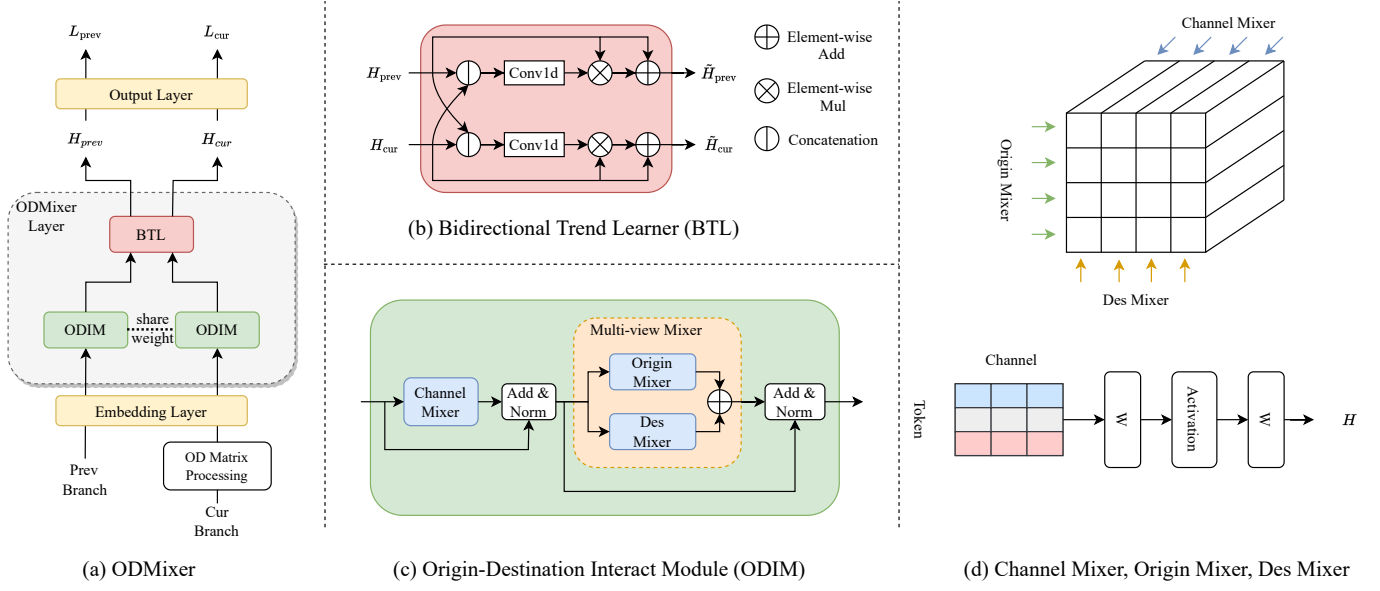 L_prev
L_cur
Output Layer
H_prev
H_cur
ODMixer
Layer
BTL
ODIM
share
weight
ODIM
Embedding Layer
Prev
Branch
OD Matrix
Processing
Cur
Branch
(a) ODMixer
H_prev
Conv1d
H̃_prev
H_cur
Conv1d
H̃_cur
Element-wise
Add
Element-wise
Mul
Concatenation
(b) Bidirectional Trend Learner (BTL)
Channel
Mixer
Add &
Norm
Multi-view Mixer
Origin
Mixer
Des
Mixer
Add &
Norm
(c) Origin-Destination Interact Module (ODIM)
Channel Mixer
Origin Mixer
Des Mixer
Channel
Token
W
Activation
W
H
(d) Channel Mixer, Origin Mixer, Des Mixer